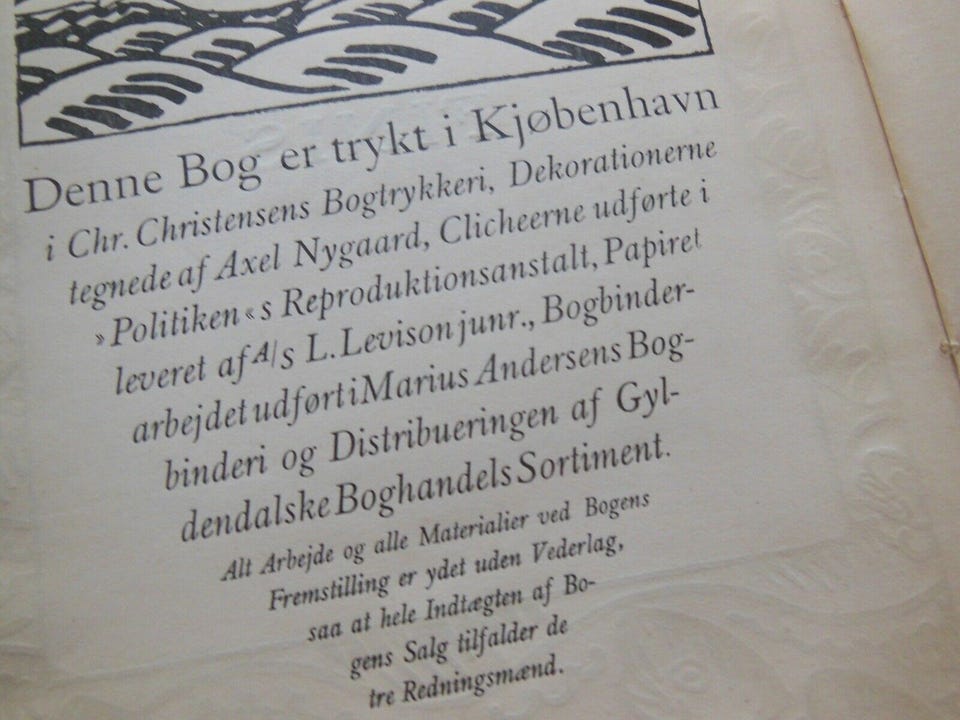 Denne Bog er trykt i Kjøbenhavn
i Chr. Christensens Bogtrykkeri, Dekorationerne
tegnede af Axel Nygaard, Clicheerne udførte i
»Politiken«s Reproduktionsanstalt, Papiret
leveret af A/s L. Levison junr., Bogbinder-
arbejdet udført i Marius Andersens Bog-
binderi og Distribueringen af Gyl-
dendalske Boghandels Sortiment.
Alt Arbejde og alle Materialier ved Bogens
Fremstilling er ydet uden Vederlag,
saa at hele Indtægten af Bo-
gens Salg tilfalder de
tre Redningsmænd.